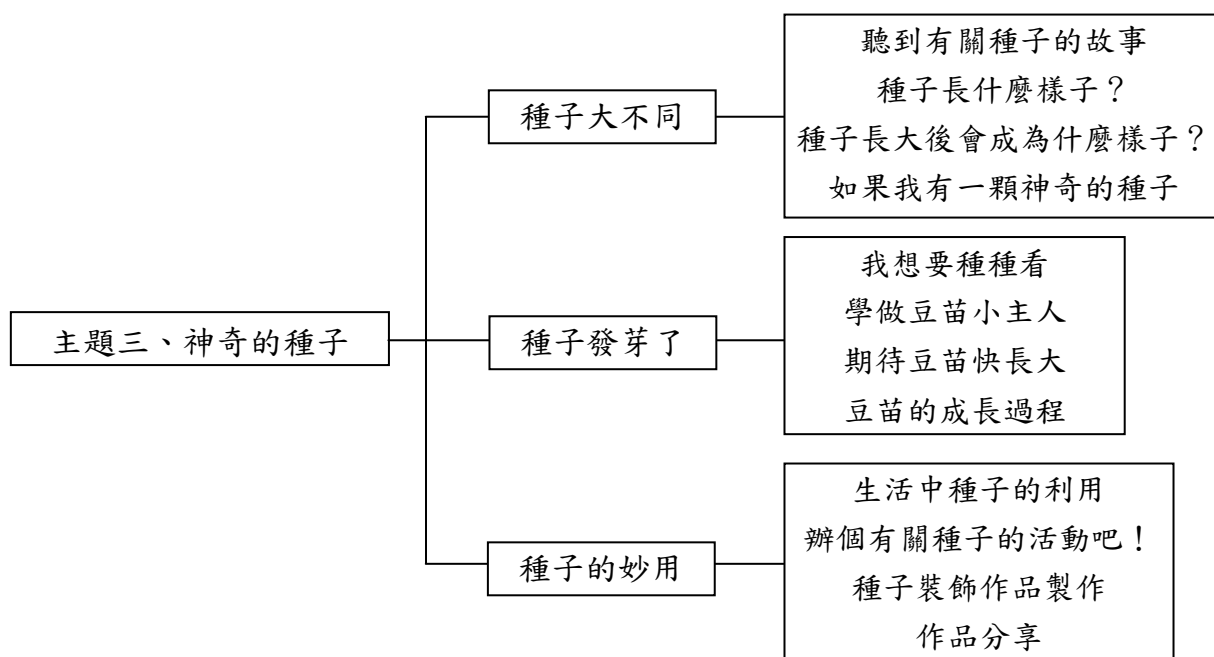 主題三、神奇的種子
種子大不同
聽到有關種子的故事
種子長什麼樣子？
種子長大後會成為什麼樣子？
如果我有一顆神奇的種子
種子發芽了
我想要種種看
學做豆苗小主人
期待豆苗快長大
豆苗的成長過程
種子的妙用
生活中種子的利用
辦個有關種子的活動吧！
種子裝飾作品製作
作品分享